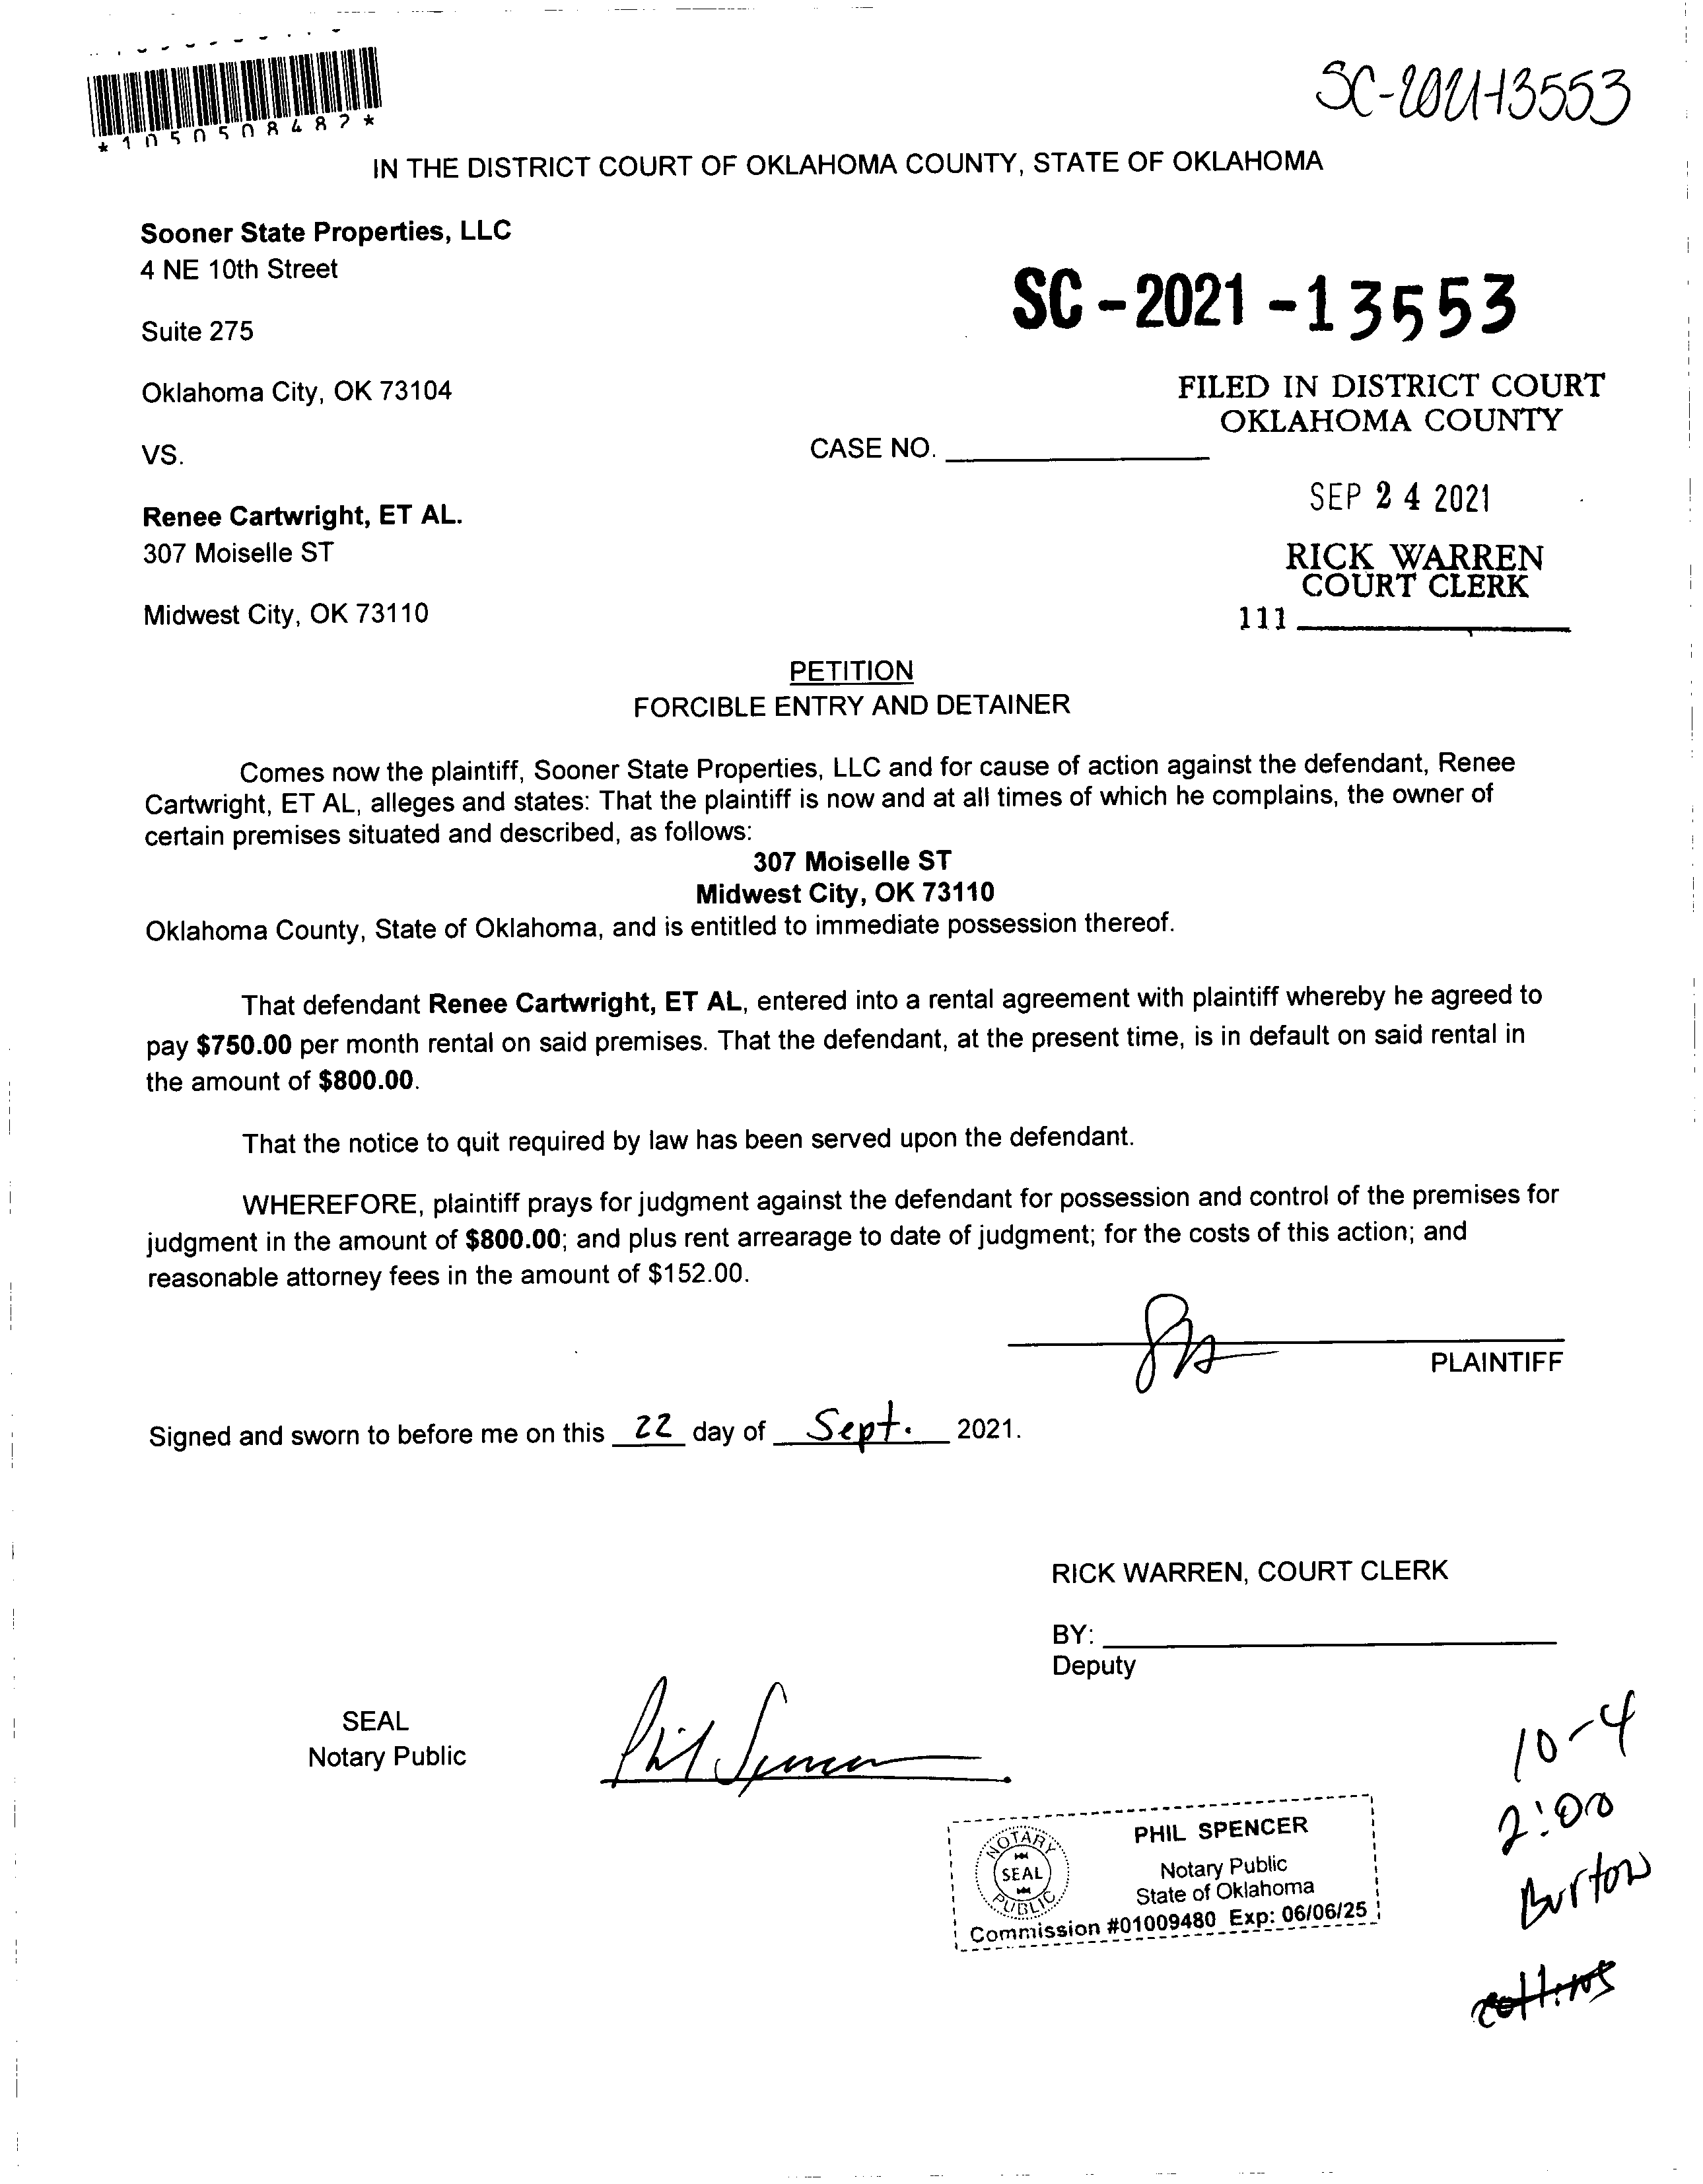 *1050508482*
SC-2021-13553
IN THE DISTRICT COURT OF OKLAHOMA COUNTY, STATE OF OKLAHOMA
Sooner State Properties, LLC
4 NE 10th Street
Suite 275
Oklahoma City, OK 73104
SC-2021-13553
FILED IN DISTRICT COURT
OKLAHOMA COUNTY
VS.
CASE NO.
SEP 24 2021
Renee Cartwright, ET AL.
307 Moiselle ST
Midwest City, OK 73110
RICK WARREN
COURT CLERK
111
PETITION
FORCIBLE ENTRY AND DETAINER
Comes now the plaintiff, Sooner State Properties, LLC and for cause of action against the defendant, Renee
Cartwright, ET AL, alleges and states: That the plaintiff is now and at all times of which he complains, the owner of
certain premises situated and described, as follows:
307 Moiselle ST
Midwest City, OK 73110
Oklahoma County, State of Oklahoma, and is entitled to immediate possession thereof.
That defendant Renee Cartwright, ET AL, entered into a rental agreement with plaintiff whereby he agreed to
pay $750.00 per month rental on said premises. That the defendant, at the present time, is in default on said rental in
the amount of $800.00.
That the notice to quit required by law has been served upon the defendant.
WHEREFORE, plaintiff prays for judgment against the defendant for possession and control of the premises for
judgment in the amount of $800.00; and plus rent arrearage to date of judgment; for the costs of this action; and
reasonable attorney fees in the amount of $152.00.
PLAINTIFF
Signed and sworn to before me on this 22 day of Sept. 2021.
RICK WARREN, COURT CLERK
BY:
Deputy
SEAL
Notary Public
Phil Spencer
10-4
2:00
Burton
collins
NOTARY
SEAL
PUBLIC
PHIL SPENCER
Notary Public
State of Oklahoma
Commission #01009480 Exp: 06/06/25